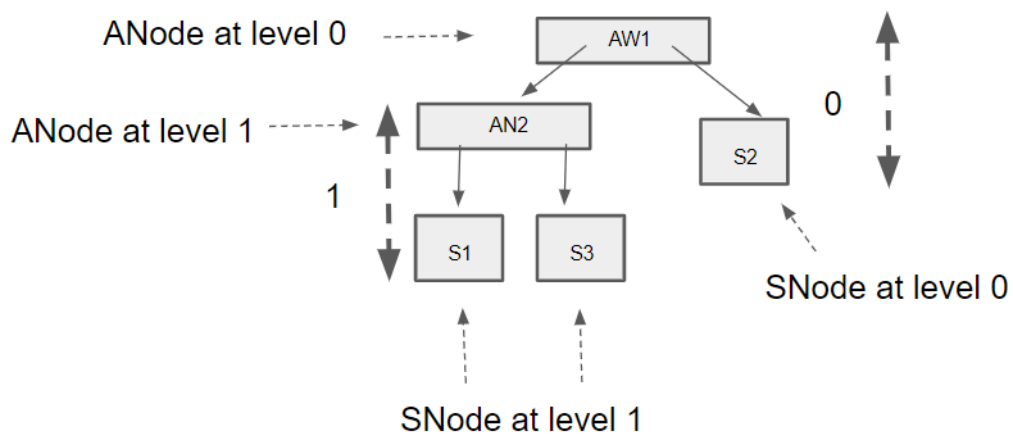 ANode at level 0
AW1
0
ANode at level 1
AN2
S2
1
S1
S3
SNode at level 0
SNode at level 1